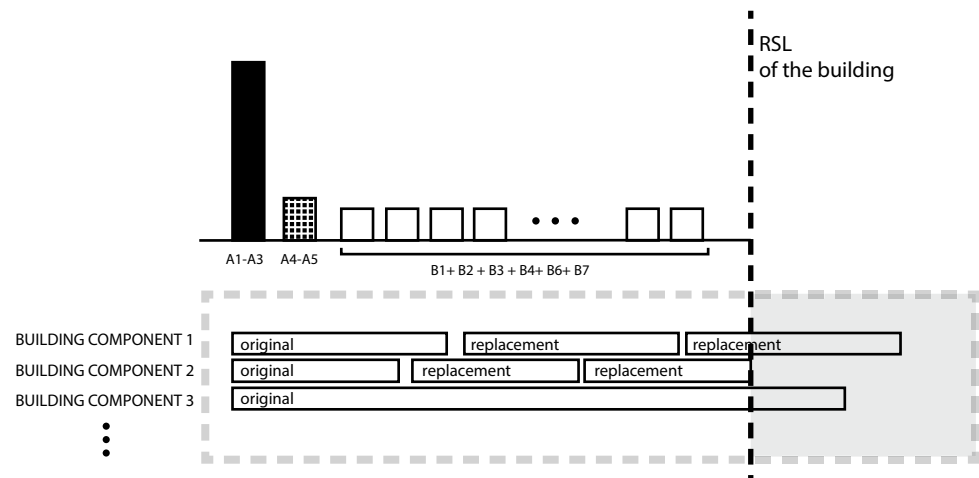 RSL
of the building
A1-A3
A4-A5
B1+ B2 + B3 + B4+ B6+ B7
BUILDING COMPONENT 1
original
replacement
replacement
BUILDING COMPONENT 2
original
replacement
replacement
BUILDING COMPONENT 3
original